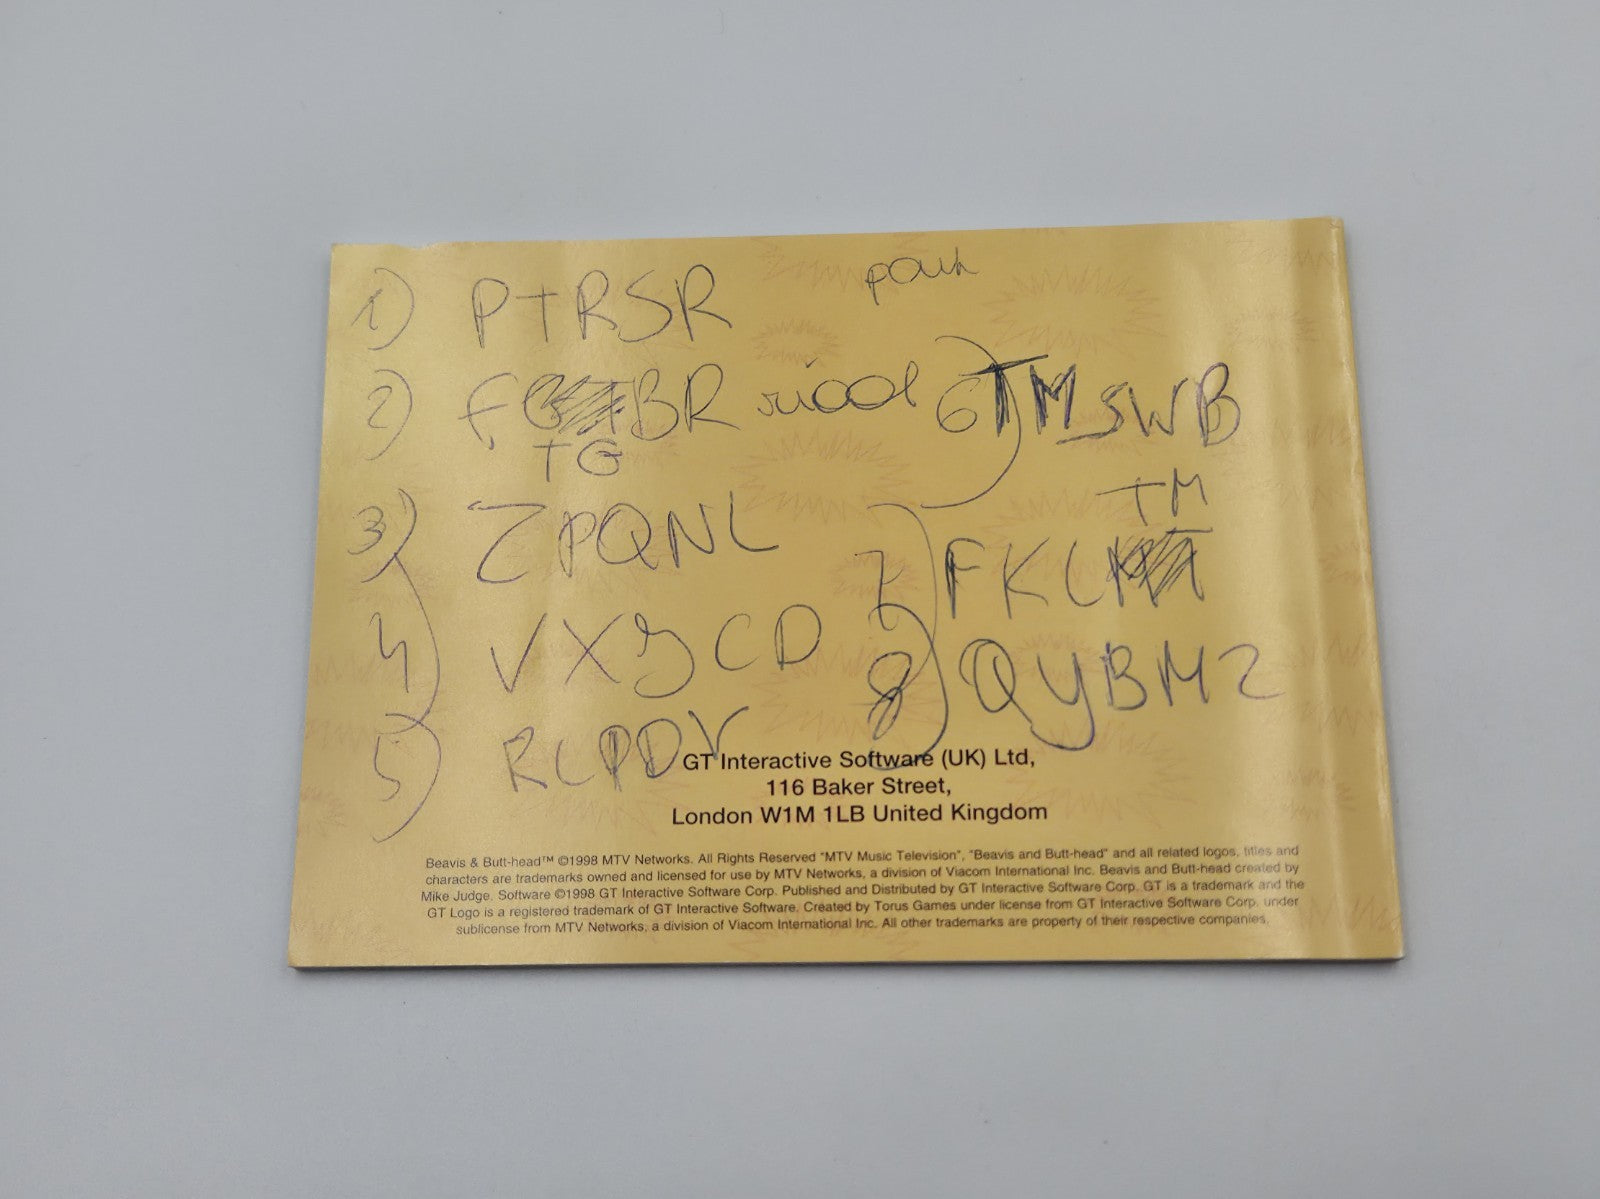 1) PTRSR park
2) F BR
TG
6) TMSWB
3) ZPQNL
TM
7) FKL
4) VXYCD
8) QYBMZ
5) RLPDV
GT Interactive Software (UK) Ltd,
116 Baker Street,
London W1M 1LB United Kingdom
Beavis & Butt-head™ ©1998 MTV Networks. All Rights Reserved "MTV Music Television", "Beavis and Butt-head" and all related logos, titles and
characters are trademarks owned and licensed for use by MTV Networks, a division of Viacom International Inc. Beavis and Butt-head created by
Mike Judge. Software ©1998 GT Interactive Software Corp. Published and Distributed by GT Interactive Software Corp. GT is a trademark and the
GT Logo is a registered trademark of GT Interactive Software. Created by Torus Games under license from GT Interactive Software Corp. under
sublicense from MTV Networks, a division of Viacom International Inc. All other trademarks are property of their respective companies.